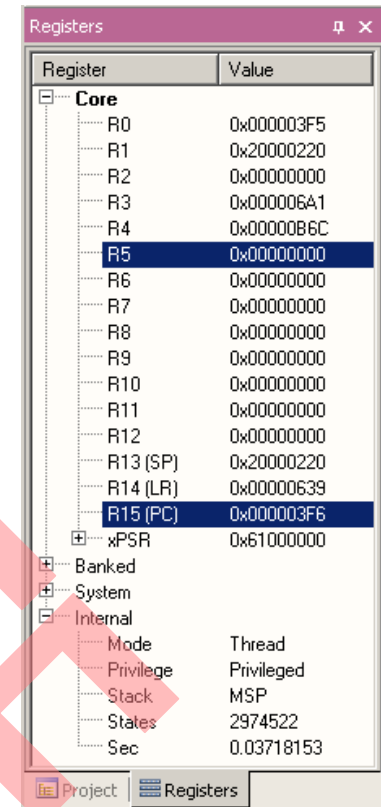 Registers
Register Value
Core
R0 0x000003F5
R1 0x20000220
R2 0x00000000
R3 0x000006A1
R4 0x00000B6C
R5 0x00000000
R6 0x00000000
R7 0x00000000
R8 0x00000000
R9 0x00000000
R10 0x00000000
R11 0x00000000
R12 0x00000000
R13 (SP) 0x20000220
R14 (LR) 0x00000639
R15 (PC) 0x000003F6
xPSR 0x61000000
Banked
System
Internal
Mode Thread
Privilege Privileged
Stack MSP
States 2974522
Sec 0.03718153
Project Registers